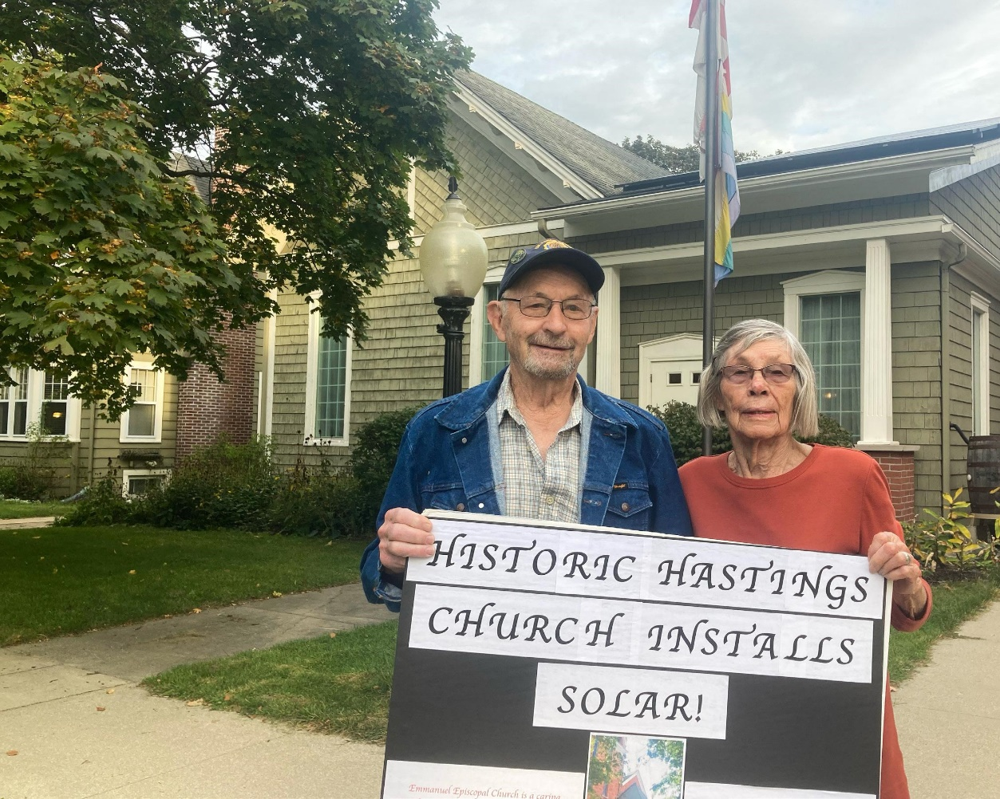 HISTORIC HASTINGS
CHURCH INSTALLS
SOLAR!
Emmanuel Episcopal Church is a caring